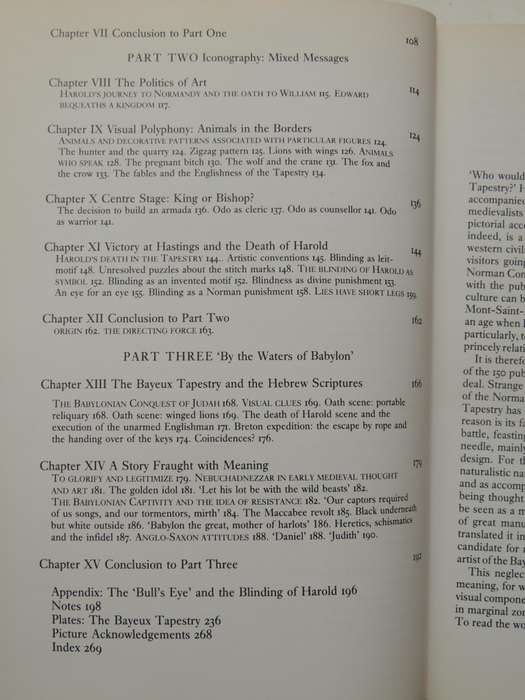 Chapter VII Conclusion to Part One 108
PART TWO Iconography: Mixed Messages
Chapter VIII The Politics of Art 114
HAROLD'S JOURNEY TO NORMANDY AND THE OATH TO WILLIAM 115. EDWARD
BEQUEATHS A KINGDOM 117.
Chapter IX Visual Polyphony: Animals in the Borders 124
ANIMALS AND DECORATIVE PATTERNS ASSOCIATED WITH PARTICULAR FIGURES 124.
The hunter and the quarry 124. Zigzag pattern 125. Lions with wings 126. ANIMALS
WHO SPEAK 128. The pregnant bitch 130. The wolf and the crane 131. The fox and
the crow 133. The fables and the Englishness of the Tapestry 134.
Chapter X Centre Stage: King or Bishop? 136
The decision to build an armada 136. Odo as cleric 137. Odo as counsellor 141. Odo
as warrior 141.
Chapter XI Victory at Hastings and the Death of Harold 144
HAROLD'S DEATH IN THE TAPESTRY 144.. Artistic conventions 145. Blinding as leit-
motif 148. Unresolved puzzles about the stitch marks 148. THE BLINDING OF HAROLD AS
SYMBOL 152. Blinding as an invented motif 152. Blindness as divine punishment 153.
An eye for an eye 155. Blinding as a Norman punishment 158. LIES HAVE SHORT LEGS 159.
Chapter XII Conclusion to Part Two 162
ORIGIN 162. THE DIRECTING FORCE 163.
PART THREE 'By the Waters of Babylon'
Chapter XIII The Bayeux Tapestry and the Hebrew Scriptures 166
THE BABYLONIAN CONQUEST OF JUDAH 168. VISUAL CLUES 169. Oath scene: portable
reliquary 168. Oath scene: winged lions 169. The death of Harold scene and the
execution of the unarmed Englishman 171. Breton expedition: the escape by rope and
the handing over of the keys 174. Coincidences? 176.
Chapter XIV A Story Fraught with Meaning 179
TO GLORIFY AND LEGITIMIZE 179. NEBUCHADNEZZAR IN EARLY MEDIEVAL THOUGHT
AND ART 181. The golden idol 181. 'Let his lot be with the wild beasts' 182.
THE BABYLONIAN CAPTIVITY AND THE IDEA OF RESISTANCE 182. 'Our captors required
of us songs, and our tormentors, mirth' 184. The Maccabee revolt 185. Black underneath
but white outside 186. 'Babylon the great, mother of harlots' 186. Heretics, schismatics
and the infidel 187. ANGLO-SAXON ATTITUDES 188. 'Daniel' 188. 'Judith' 190.
Chapter XV Conclusion to Part Three 192
Appendix: The 'Bull's Eye' and the Blinding of Harold 196
Notes 198
Plates: The Bayeux Tapestry 236
Picture Acknowledgements 268
Index 269
'Who would
Tapestry?' H
accompanied
medievalists
pictorial acc
indeed, is a
western civil
visitors going
Norman Con
with the pub
culture can b
Mont-Saint-
an age when
particularly, t
princely relati
It is therefo
of the 150 pub
deal. Strange
of the Norma
Tapestry has
reason is its fa
battle, feasting
needle, mainly
design. For th
naturalistic na
and as accomp
being thought
be seen as a m
of great manu
translated it in
candidate for
artist of the Bay
This neglec
meaning, for w
visual compone
in marginal zon
To read the wo